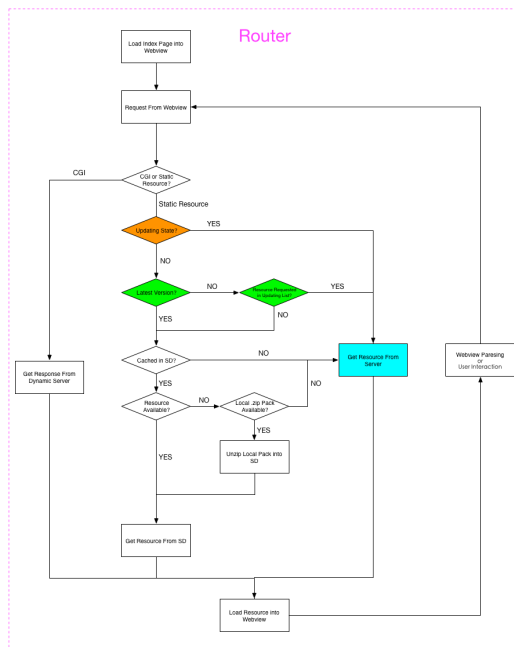 Router
Load Index Page into
Webview
Request From Webview
CGI
CGI or Static
Resource?
Static Resource
Updating State?
YES
NO
Latest Version?
NO
Resource Requested
in Updating List?
YES
YES
NO
Cached in SD?
NO
Get Resource From
Server
Webview Paresing
or
User Interaction
Get Response From
Dynamic Server
YES
NO
Resource
Available?
NO
Local .zip Pack
Available?
YES
YES
Unzip Local Pack into
SD
Get Resource From SD
Load Resource into
Webview